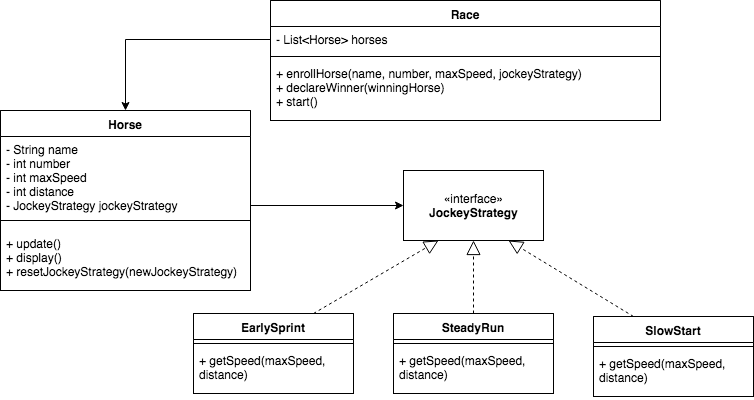 Race
- List<Horse> horses
+ enrollHorse(name, number, maxSpeed, jockeyStrategy)
+ declareWinner(winningHorse)
+ start()
Horse
- String name
- int number
- int maxSpeed
- int distance
- JockeyStrategy jockeyStrategy
+ update()
+ display()
+ resetJockeyStrategy(newJockeyStrategy)
«interface»
JockeyStrategy
EarlySprint
+ getSpeed(maxSpeed,
distance)
SteadyRun
+ getSpeed(maxSpeed,
distance)
SlowStart
+ getSpeed(maxSpeed,
distance)